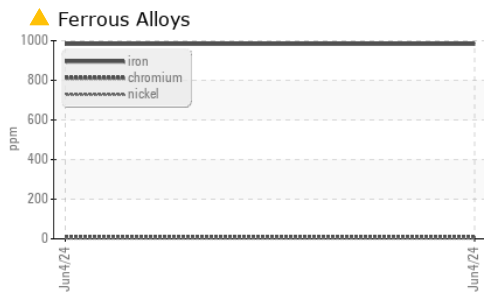 Ferrous Alloys
1000
800
600
400
200
0
ppm
iron
chromium
nickel
Jun4/24
Jun4/24